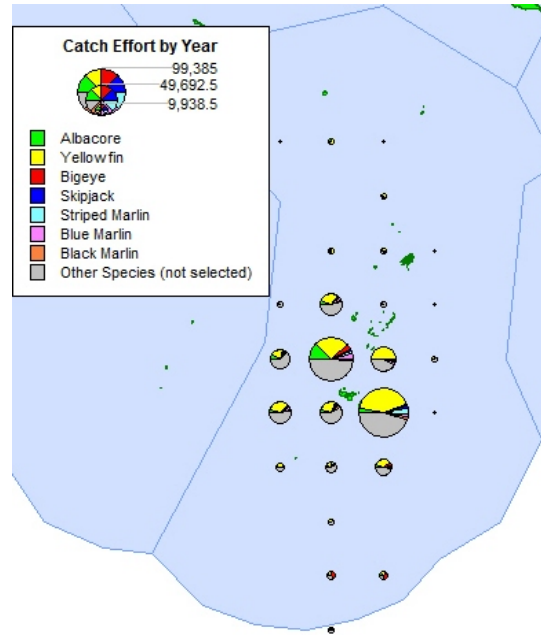 Catch Effort by Year
99,385
49,692.5
9,938.5
Albacore
Yellowfin
Bigeye
Skipjack
Striped Marlin
Blue Marlin
Black Marlin
Other Species (not selected)